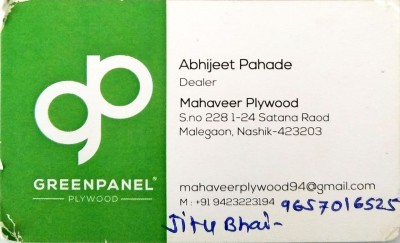 Abhijeet Pahade
Dealer
Mahaveer Plywood
S.no 228 1-24 Satana Raod
Malegaon, Nashik-423203
GREENPANEL
PLYWOOD
mahaveerplywood94@gmail.com
M : +91 9423223194 9657016525
Jitu Bhai-